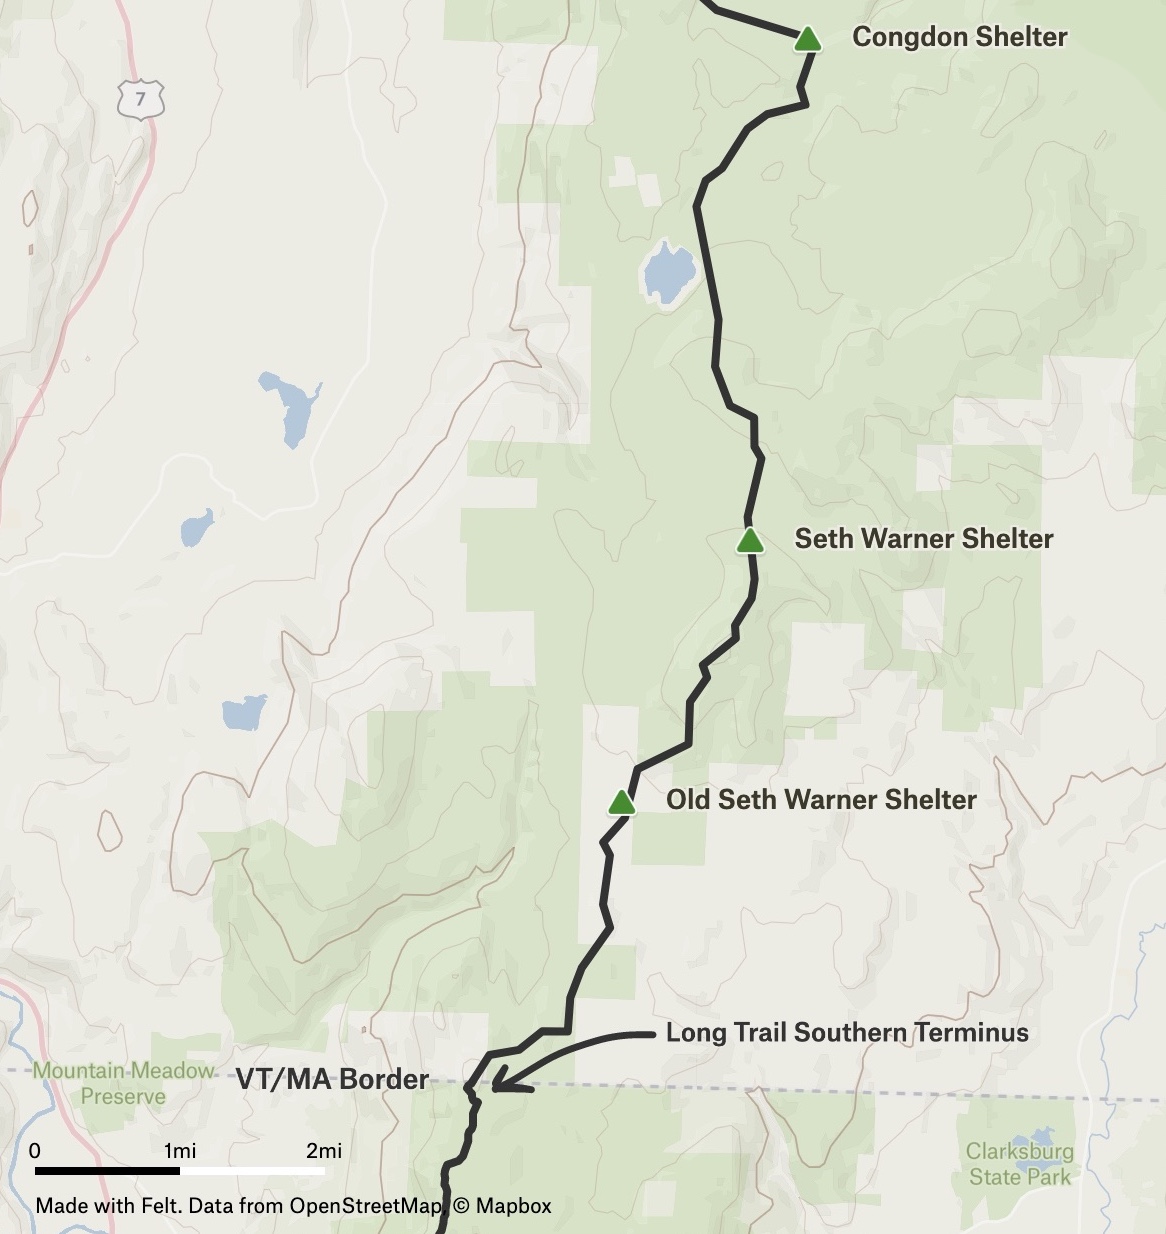 Congdon Shelter
7
Seth Warner Shelter
Old Seth Warner Shelter
Long Trail Southern Terminus
Mountain Meadow
Preserve
VT/MA Border
0 1mi 2mi
Clarksburg
State Park
Made with Felt. Data from OpenStreetMap, © Mapbox